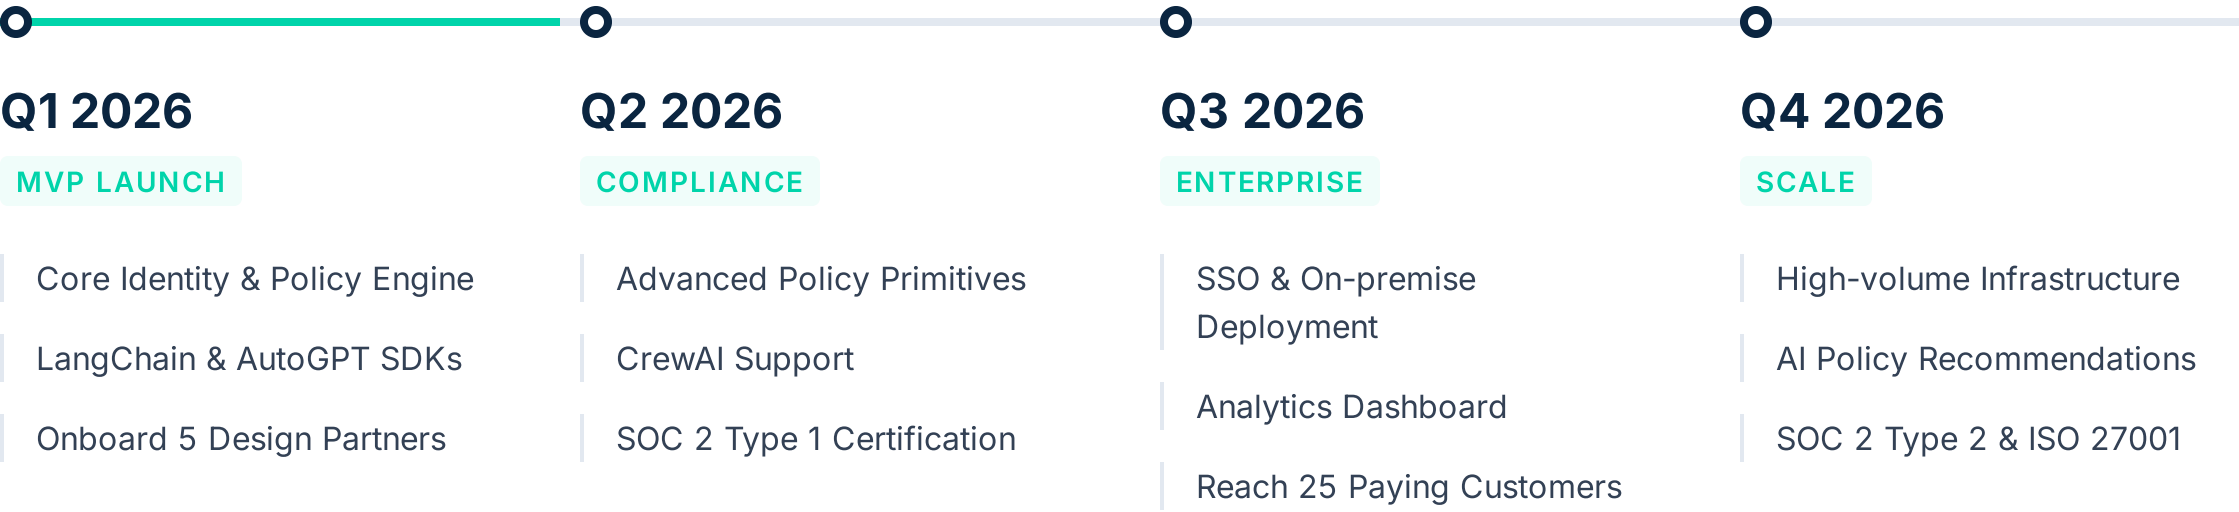 Q1 2026
MVP LAUNCH
Core Identity & Policy Engine
LangChain & AutoGPT SDKs
Onboard 5 Design Partners
Q2 2026
COMPLIANCE
Advanced Policy Primitives
CrewAI Support
SOC 2 Type 1 Certification
Q3 2026
ENTERPRISE
SSO & On-premise
Deployment
Analytics Dashboard
Reach 25 Paying Customers
Q4 2026
SCALE
High-volume Infrastructure
AI Policy Recommendations
SOC 2 Type 2 & ISO 27001